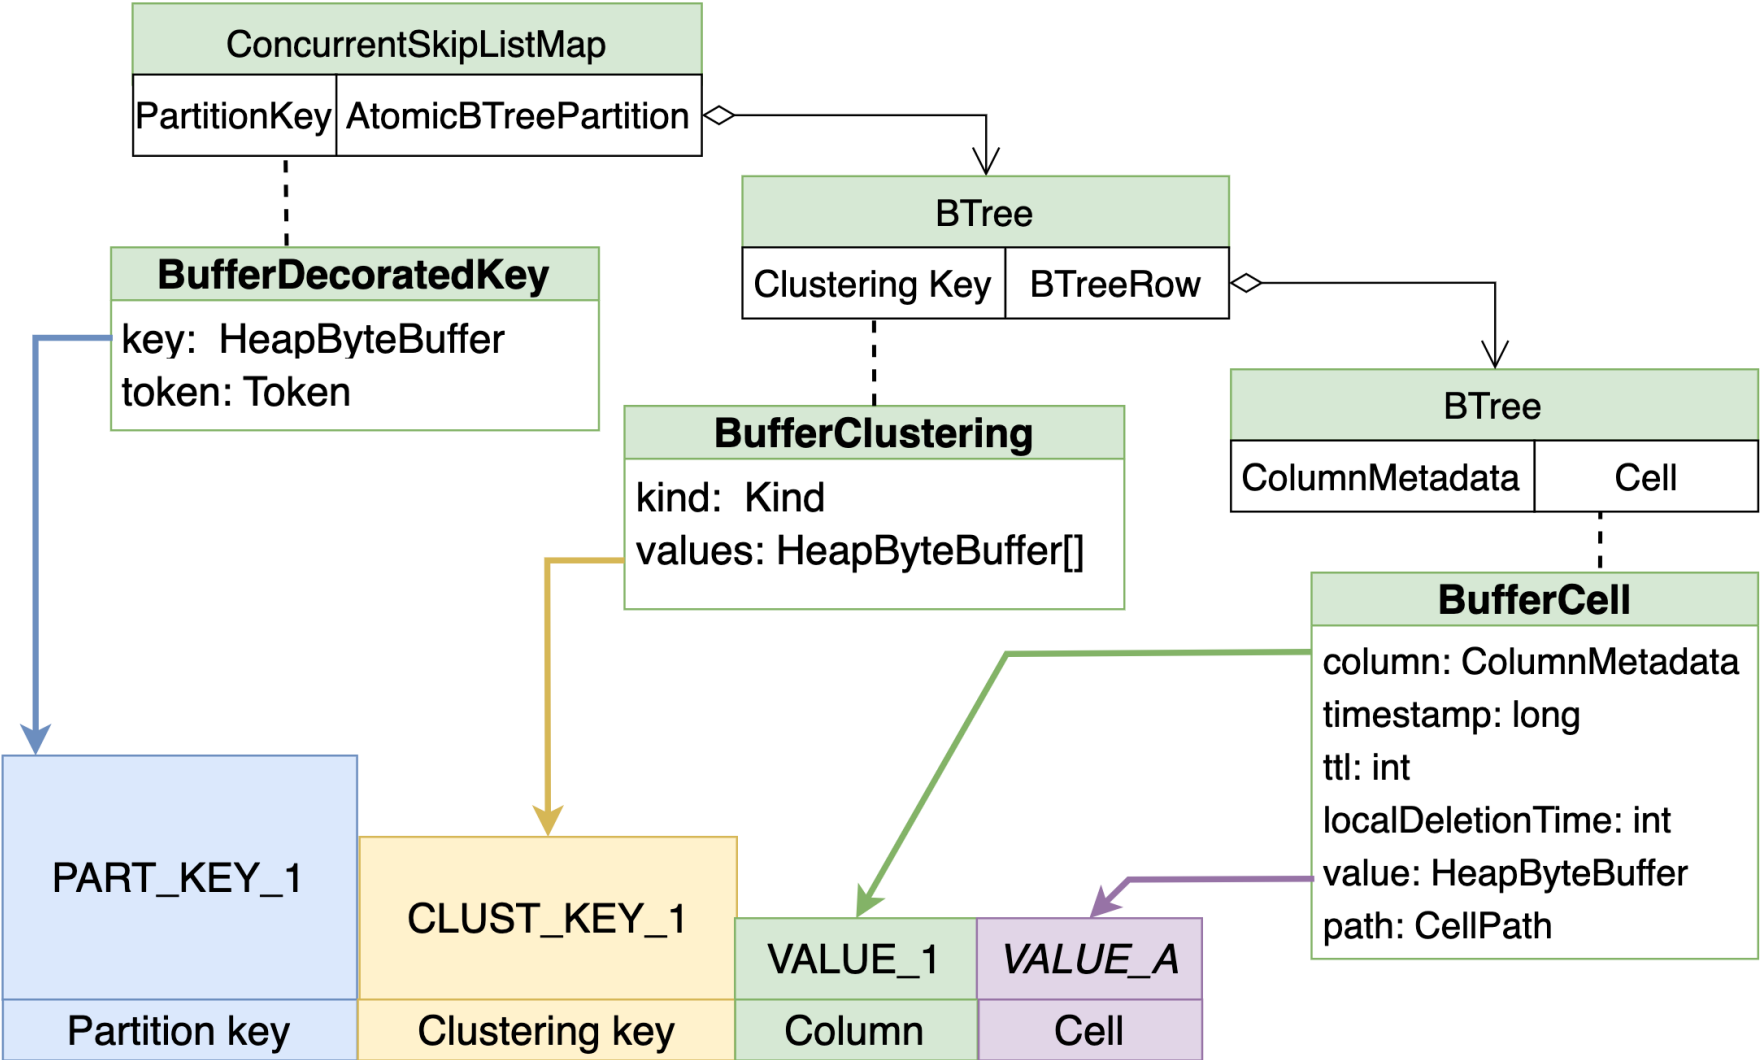 ConcurrentSkipListMap
PartitionKey AtomicBTreePartition
BTree
Clustering Key BTreeRow
BufferDecoratedKey
key: HeapByteBuffer
token: Token
BTree
ColumnMetadata Cell
BufferClustering
kind: Kind
values: HeapByteBuffer[]
BufferCell
column: ColumnMetadata
timestamp: long
ttl: int
localDeletionTime: int
value: HeapByteBuffer
path: CellPath
PART_KEY_1
CLUST_KEY_1
VALUE_1
VALUE_A
Partition key
Clustering key
Column
Cell